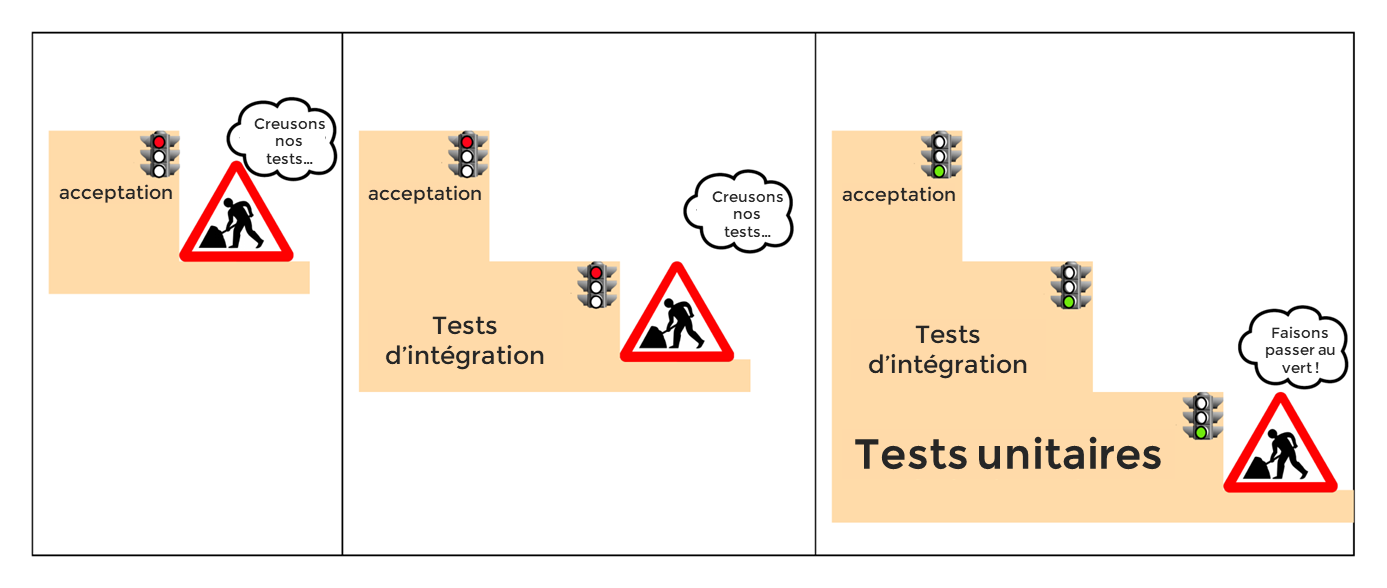 Creusons
nos
tests...
acceptation
acceptation
Creusons
nos
tests...
Tests
d'intégration
acceptation
Tests
d'intégration
Faisons
passer au
vert !
Tests unitaires